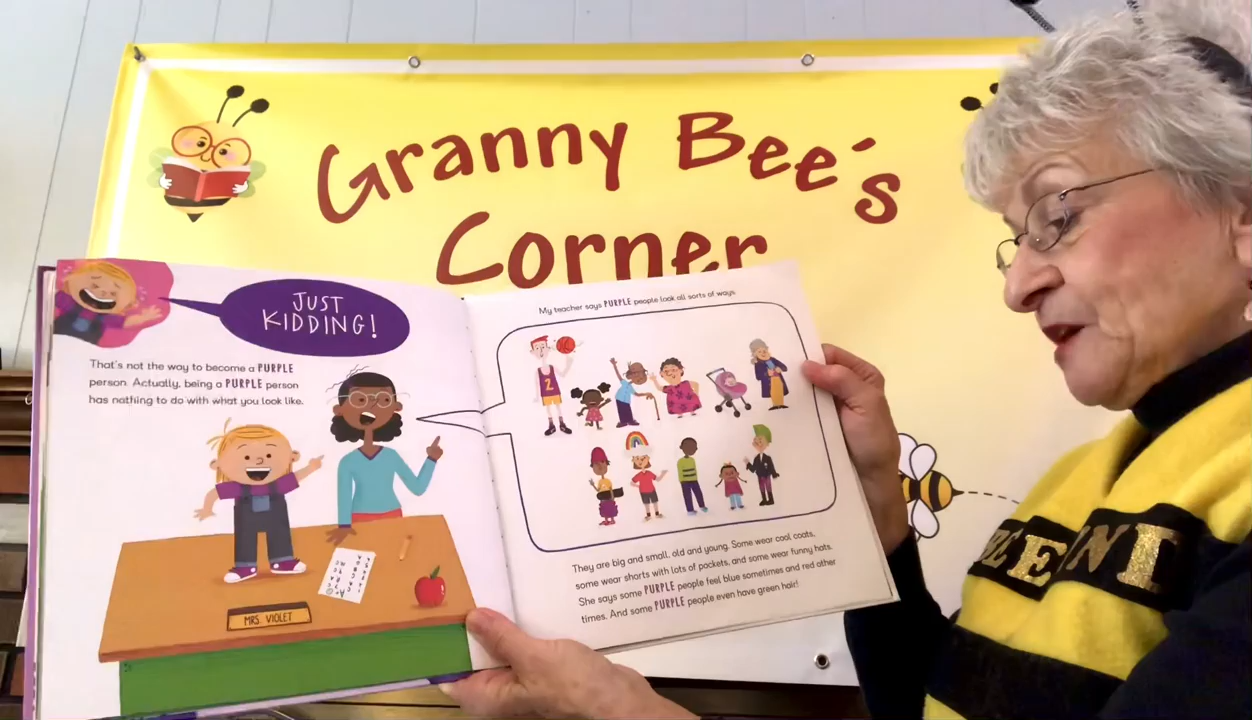 Granny Bee's
Corner
JUST
KIDDING!
That's not the way to become a PURPLE
person. Actually, being a PURPLE person
has nothing to do with what you look like.
MRS. VIOLET
My teacher says PURPLE people look all sorts of ways.
2
They are big and small, old and young. Some wear cool coats,
some wear shorts with lots of pockets, and some wear funny hats.
She says some PURPLE people feel blue sometimes and red other
times. And some PURPLE people even have green hair!